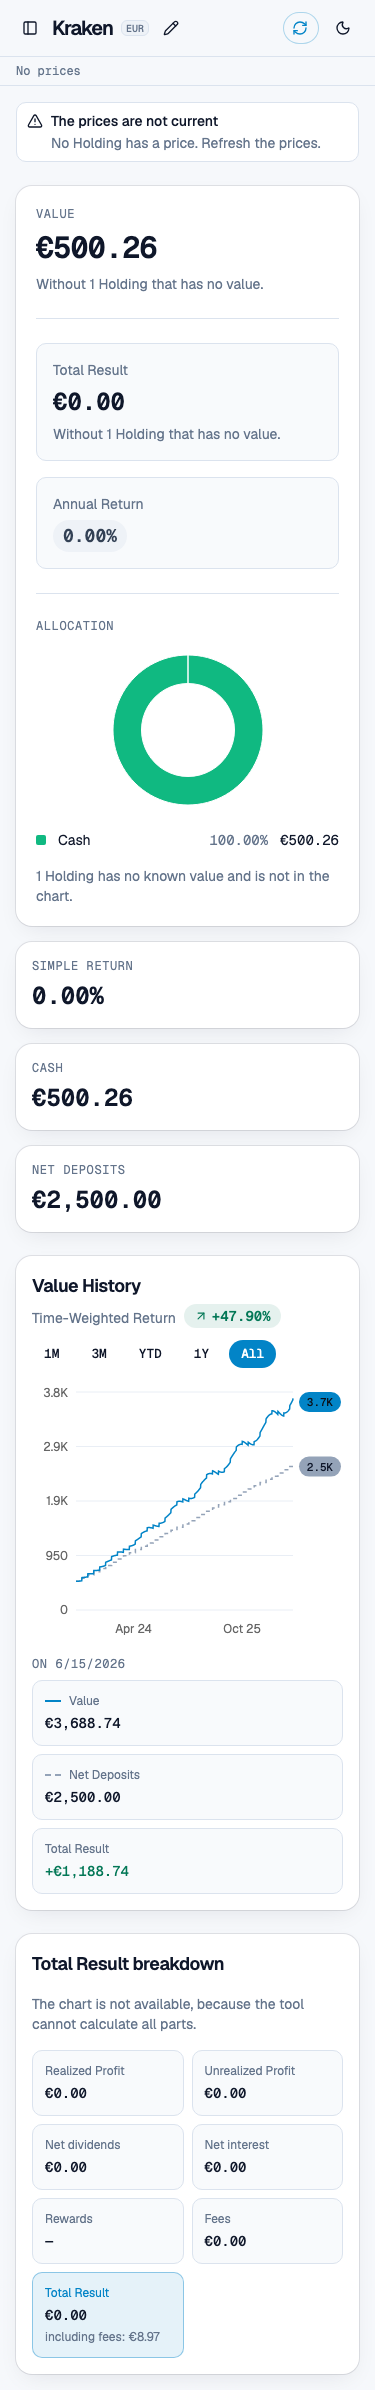 Kraken EUR
No prices
The prices are not current
No Holding has a price. Refresh the prices.
VALUE
€500.26
Without 1 Holding that has no value.
Total Result
€0.00
Without 1 Holding that has no value.
Annual Return
0.00%
ALLOCATION
Cash 100.00% €500.26
1 Holding has no known value and is not in the
chart.
SIMPLE RETURN
0.00%
CASH
€500.26
NET DEPOSITS
€2,500.00
Value History
Time-Weighted Return +47.90%
1M 3M YTD 1Y All
3.8K
3.7K
2.9K
2.5K
1.9K
950
0
Apr 24 Oct 25
ON 6/15/2026
Value
€3,688.74
Net Deposits
€2,500.00
Total Result
+€1,188.74
Total Result breakdown
The chart is not available, because the tool
cannot calculate all parts.
Realized Profit
€0.00
Unrealized Profit
€0.00
Net dividends
€0.00
Net interest
€0.00
Rewards
—
Fees
€0.00
Total Result
€0.00
including fees: €8.97